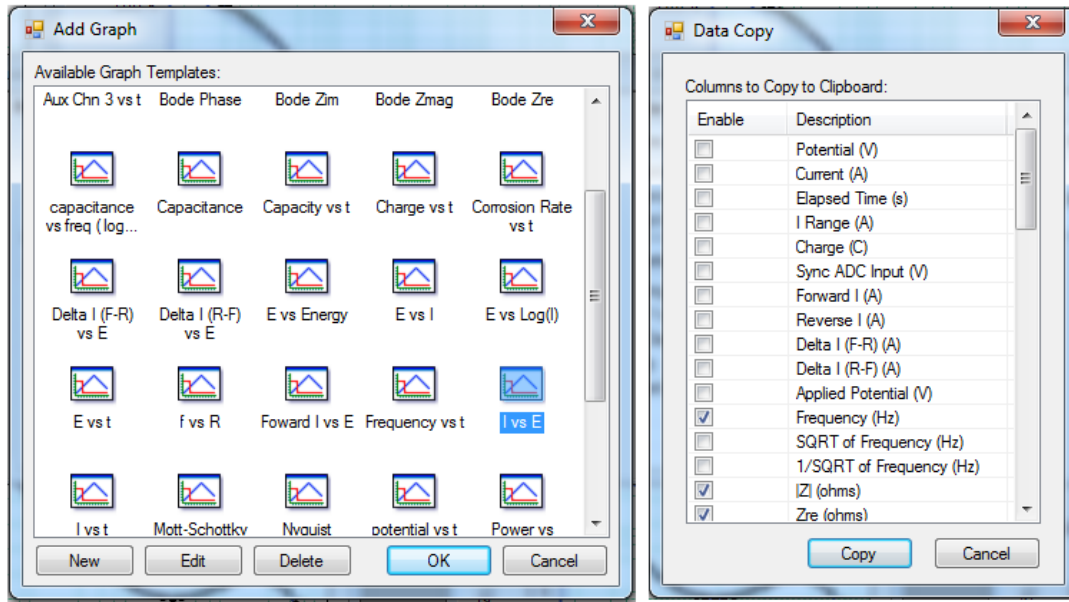 Add Graph
Available Graph Templates:
Aux Chn 3 vs t Bode Phase Bode Zim Bode Zmag Bode Zre
capacitance Capacitance Capacity vs t Charge vs t Corrosion Rate
vs freq ( log... vs t
Delta I (F-R) Delta I (R-F) E vs Energy E vs I E vs Log(I)
vs E vs E
E vs t f vs R Foward I vs E Frequency vs t I vs E
I vs t Mott-Schottky Nyquist potential vs t Power vs
New Edit Delete OK Cancel
Data Copy
Columns to Copy to Clipboard:
Enable Description
Potential (V)
Current (A)
Elapsed Time (s)
I Range (A)
Charge (C)
Sync ADC Input (V)
Forward I (A)
Reverse I (A)
Delta I (F-R) (A)
Delta I (R-F) (A)
Applied Potential (V)
Frequency (Hz)
SQRT of Frequency (Hz)
1/SQRT of Frequency (Hz)
|Z| (ohms)
Zre (ohms)
Copy Cancel